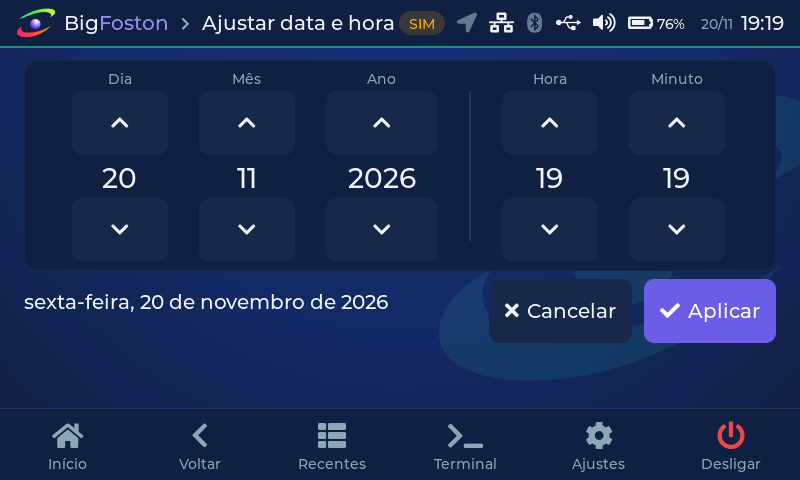 BigFoston > Ajustar data e hora SIM 76% 20/11 19:19
Dia Mês Ano Hora Minuto
20 11 2026 19 19
sexta-feira, 20 de novembro de 2026
Cancelar Aplicar
Início Voltar Recentes Terminal Ajustes Desligar